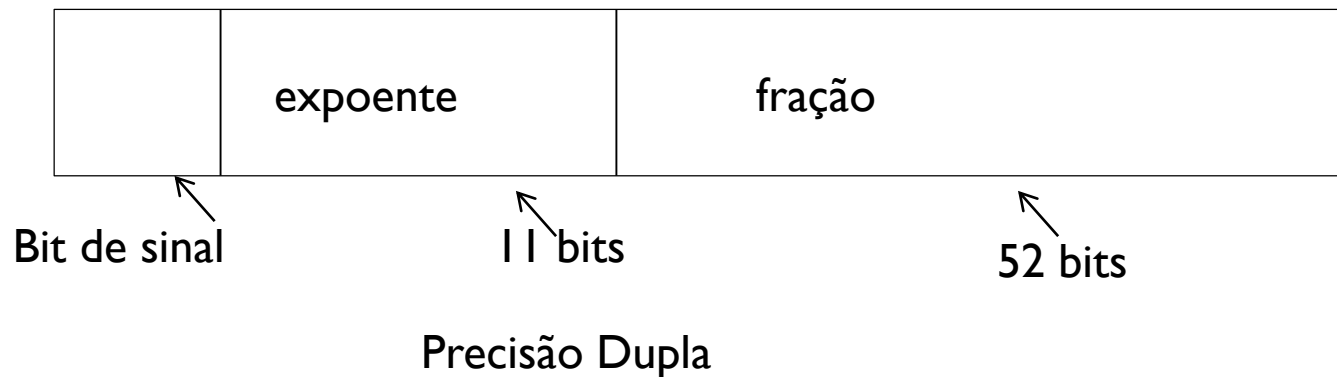 expoente
fração
Bit de sinal
11 bits
52 bits
Precisão Dupla